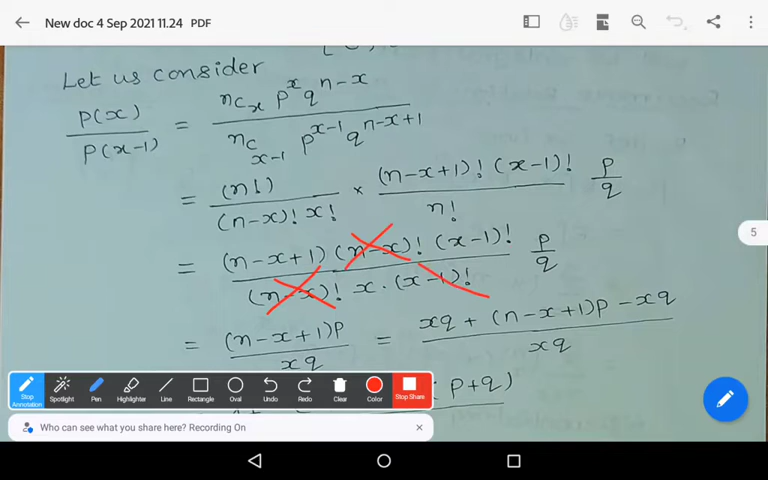 New doc 4 Sep 2021 11.24 PDF
Let us consider
P(x) / P(x-1) = nCx p^x q^(n-x) / nC(x-1) p^(x-1) q^(n-x+1)
= (n!) / (n-x)! x! × (n-x+1)! (x-1)! / n! p/q
= (n-x+1) (n-x)! (x-1)! / (n-x)! x. (x-1)! p/q
= (n-x+1)p / xq = xq + (n-x+1)p - xq / xq
p+q)
5
Stop Annotation Spotlight Pen Highlighter Line Rectangle Oval Undo Redo Clear Color Stop Share
Who can see what you share here? Recording On